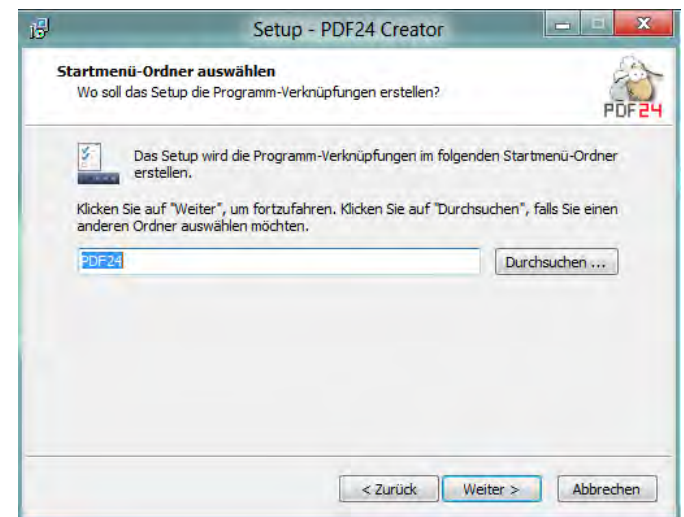 Setup - PDF24 Creator
Startmenü-Ordner auswählen
Wo soll das Setup die Programm-Verknüpfungen erstellen?
PDF24
Das Setup wird die Programm-Verknüpfungen im folgenden Startmenü-Ordner
erstellen.
Klicken Sie auf "Weiter", um fortzufahren. Klicken Sie auf "Durchsuchen", falls Sie einen
anderen Ordner auswählen möchten.
PDF24 Durchsuchen ...
< Zurück Weiter > Abbrechen